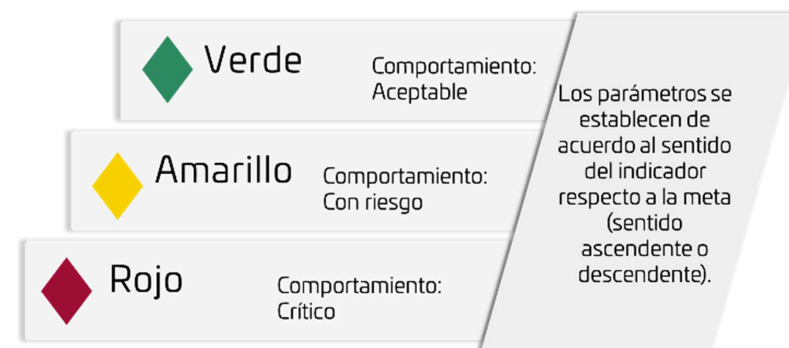 Verde
Comportamiento:
Aceptable
Amarillo
Comportamiento:
Con riesgo
Rojo
Comportamiento:
Crítico
Los parámetros se
establecen de
acuerdo al sentido
del indicador
respecto a la meta
(sentido
ascendente o
descendente).